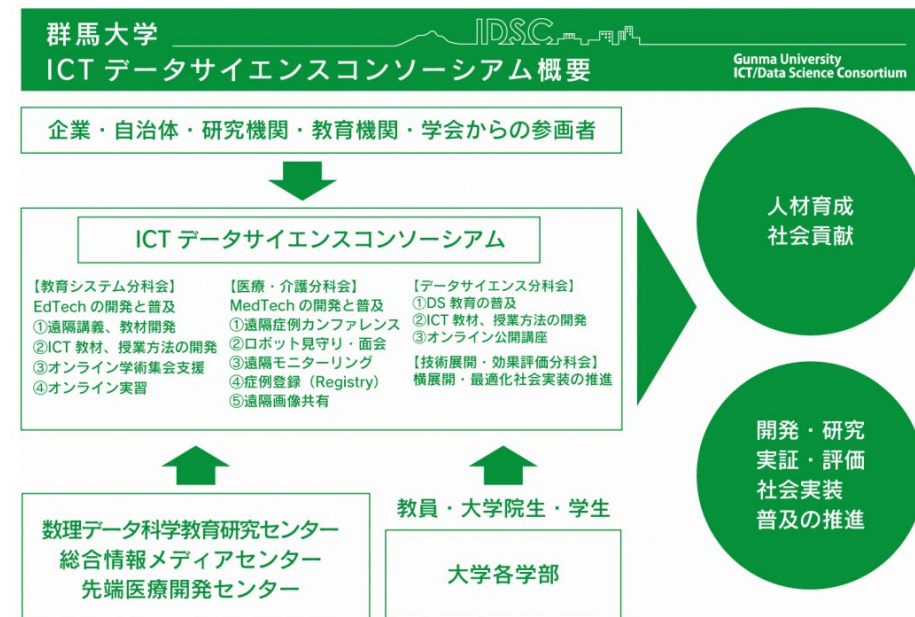 群馬大学
IDSC
ICT データサイエンスコンソーシアム概要
Gunma University
ICT/Data Science Consortium
企業・自治体・研究機関・教育機関・学会からの参画者
ICT データサイエンスコンソーシアム
【教育システム分科会】
EdTech の開発と普及
①遠隔講義、教材開発
②ICT 教材、授業方法の開発
③オンライン学術集会支援
④オンライン実習
【医療・介護分科会】
MedTech の開発と普及
①遠隔症例カンファレンス
②ロボット見守り・面会
③遠隔モニターリング
④症例登録（Registry）
⑤遠隔画像共有
【データサイエンス分科会】
①DS 教育の普及
②ICT 教材、授業方法の開発
③オンライン公開講座
【技術展開・効果評価分科会】
横展開・最適化社会実装の推進
数理データ科学教育研究センター
総合情報メディアセンター
先端医療開発センター
教員・大学院生・学生
大学各学部
人材育成
社会貢献
開発・研究
実証・評価
社会実装
普及の推進